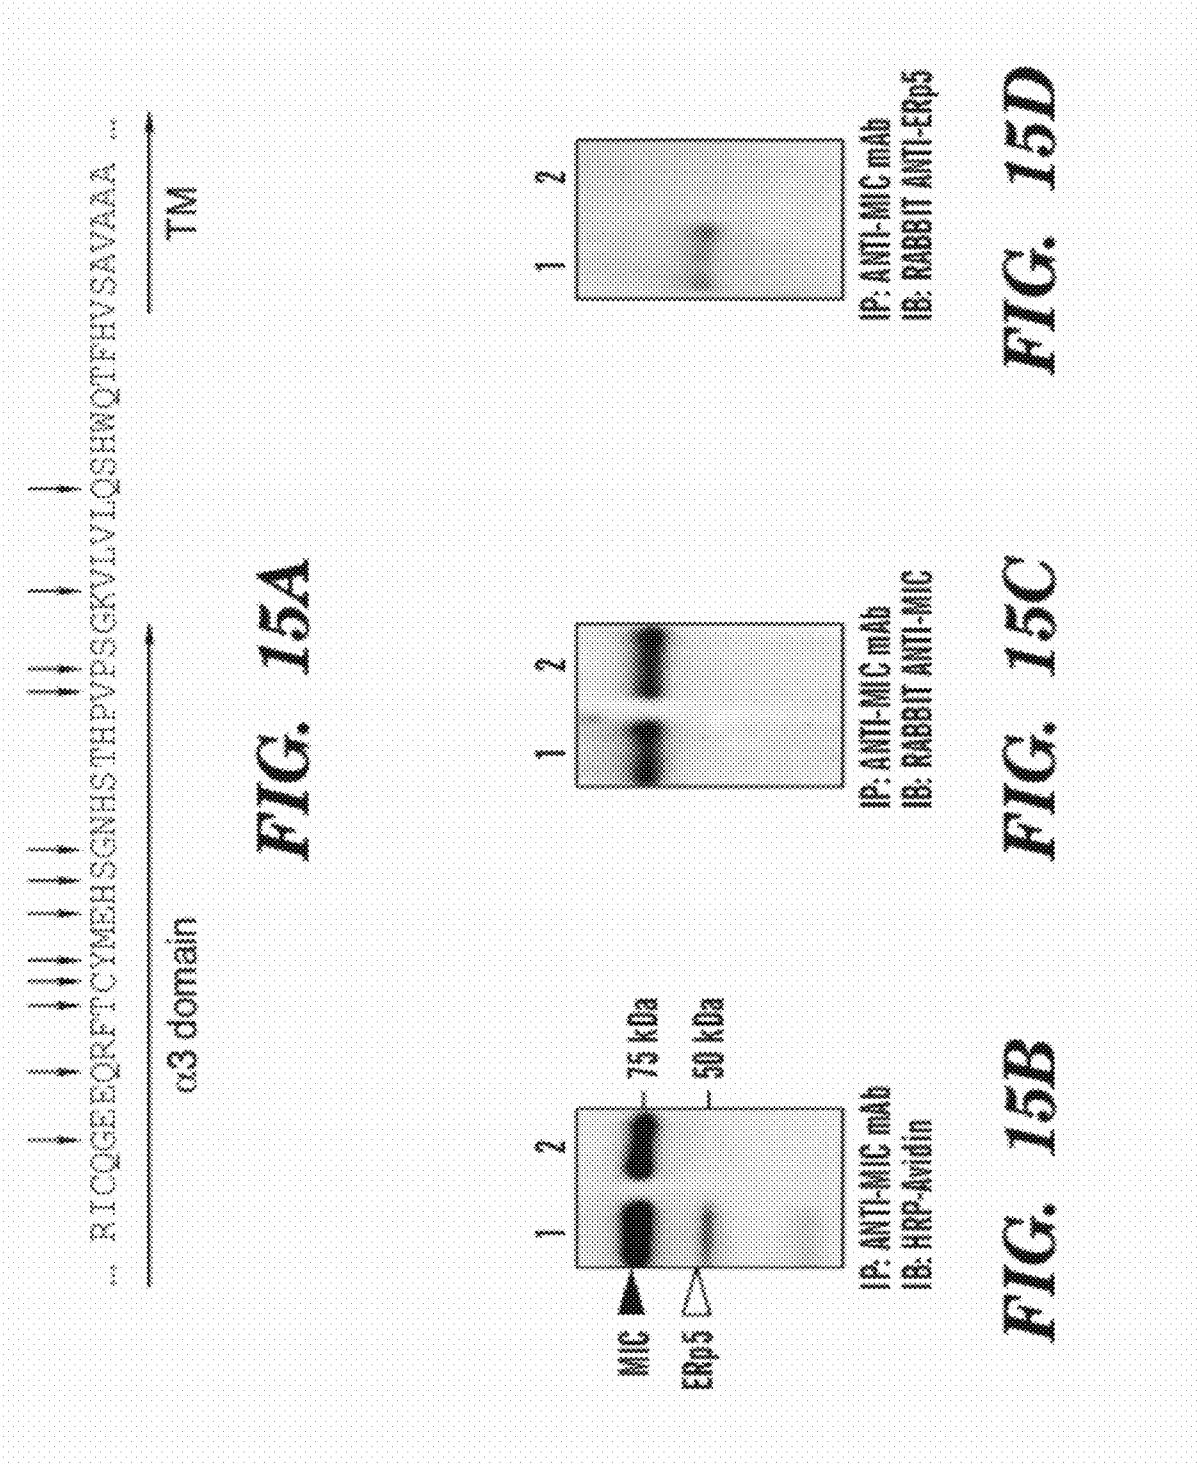 ... RICQGEEQRFTCYMEHSGNHSTHPVPSGKVLVLQSHWQTFHVSAVAAA ...
α3 domain
TM
FIG. 15A
1 2
MIC
ERp5
75 kDa
50 kDa
IP: ANTI-MIC mAb
IB: HRP-Avidin
FIG. 15B
1 2
IP: ANTI-MIC mAb
IB: RABBIT ANTI-MIC
FIG. 15C
1 2
IP: ANTI-MIC mAb
IB: RABBIT ANTI-ERp5
FIG. 15D